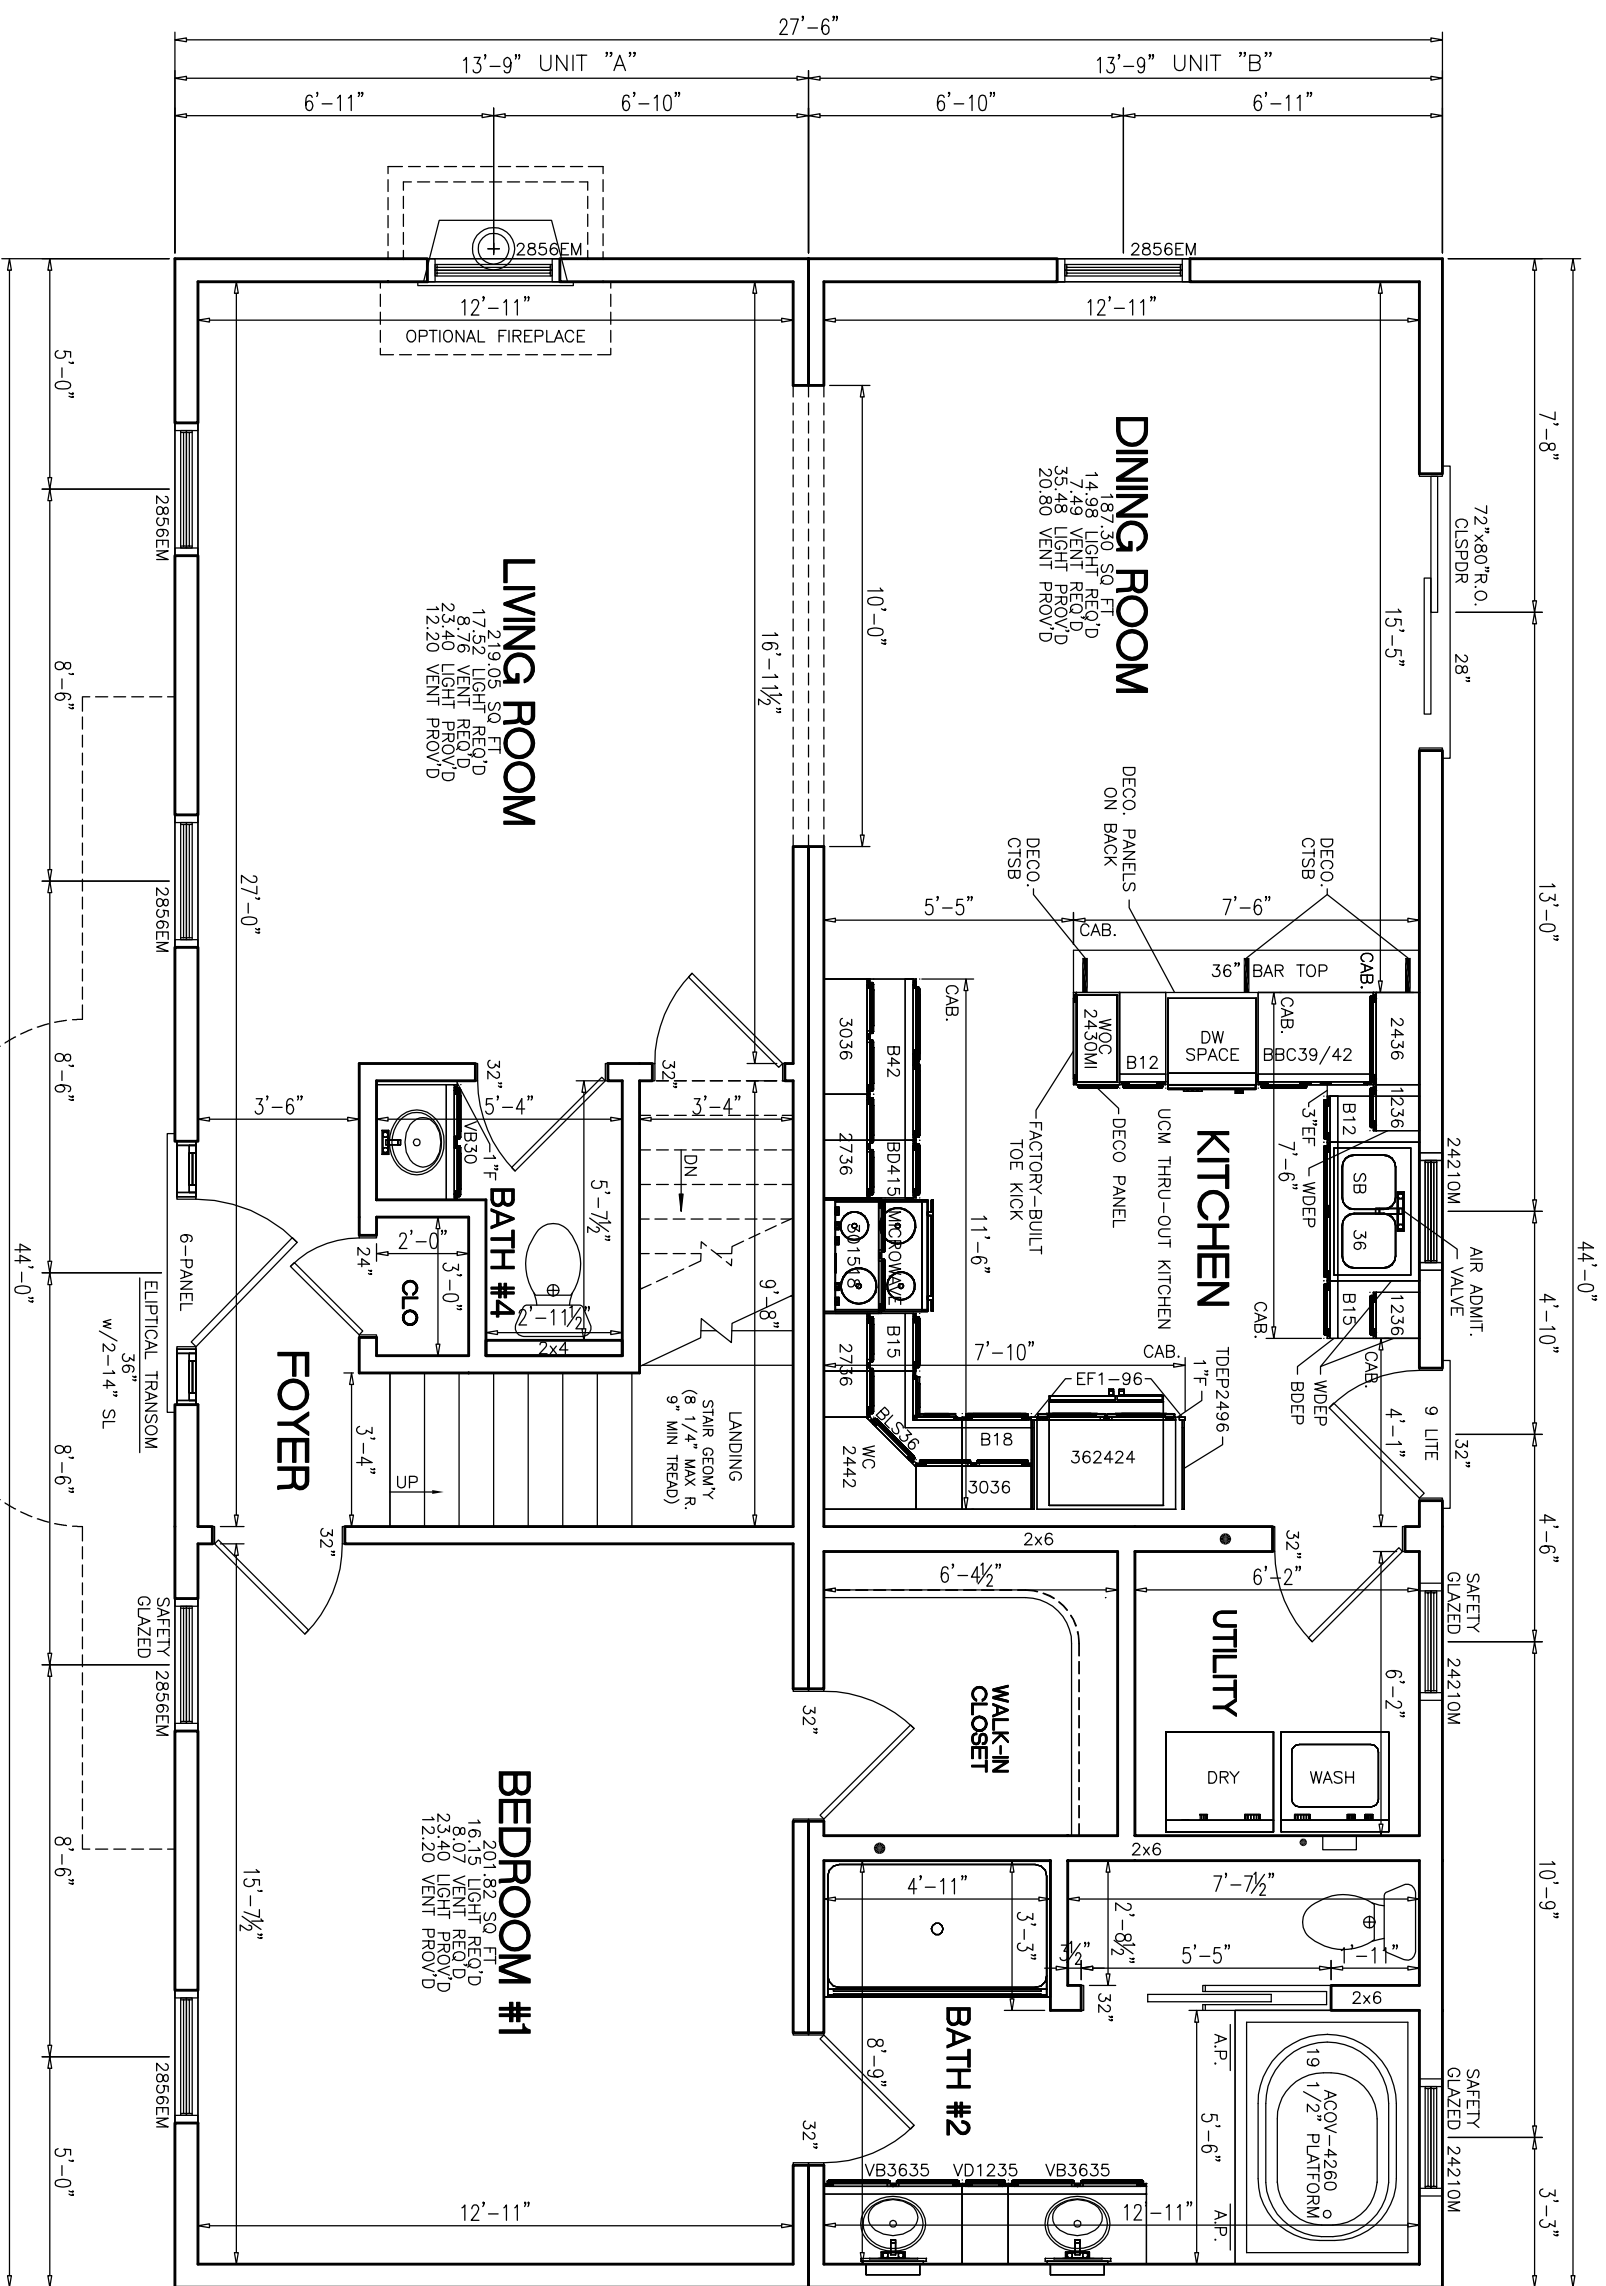 27'-6"
13'-9" UNIT "A"
13'-9" UNIT "B"
6'-11"
6'-10"
6'-10"
6'-11"
2856EM
2856EM
12'-11"
12'-11"
OPTIONAL FIREPLACE
5'-0"
8'-6"
8'-6"
8'-6"
8'-6"
5'-0"
44'-0"
2856EM
2856EM
2856EM
2856EM
SAFETY
GLAZED
7'-8"
13'-0"
4'-10"
4'-6"
10'-9"
3'-3"
44'-0"
72"x80"R.O.
CLSPDR
28"
15'-5"
DINING ROOM
187.30 SQ FT
14.98 LIGHT REQ'D
7.49 VENT REQ'D
35.48 LIGHT PROV'D
20.80 VENT PROV'D
10'-0"
16'-11½"
LIVING ROOM
219.05 SQ FT
17.52 LIGHT REQ'D
8.76 VENT REQ'D
23.40 LIGHT PROV'D
12.20 VENT PROV'D
27'-0"
DECO. PANELS
ON BACK
DECO.
CTSB
DECO.
CTSB
5'-5"
7'-6"
CAB.
36" BAR TOP
CAB.
CAB.
CAB.
3036
B42
WOC
2430MI
B12
DW
SPACE
BBC39/42
2436
1236
B12
3"EF
7'-6"
WDEP
24210M
SB
36
AIR ADMIT.
VALVE
KITCHEN
UCM THRU-OUT KITCHEN
DECO PANEL
FACTORY-BUILT
TOE KICK
2736
BD415
MICROWAVE
301518
11'-6"
B15
2736
7'-10"
CAB.
CAB.
CAB.
B15
1236
WDEP
BDEP
TDEP2496
1"F
EF1-96
362424
B18
3036
BLS36
WC
2442
4'-1"
9 LITE
32"
32"
32"
3'-6"
5'-4"
3'-4"
VB30
1"F
BATH #4
5'-7½"
2'-11½"
2x4
DN
9'-8"
2'-0"
24"
3'-0"
CLO
FOYER
3'-4"
UP
LANDING
STAIR GEOM'Y
(8 1/4" MAX R.
9" MIN TREAD)
6-PANEL
ELIPTICAL TRANSOM
36"
w/2-14" SL
32"
2x6
32"
6'-4½"
6'-2"
UTILITY
6'-2"
SAFETY
GLAZED
24210M
WALK-IN
CLOSET
32"
DRY
WASH
2x6
BEDROOM #1
201.82 SQ FT
16.15 LIGHT REQ'D
8.07 VENT REQ'D
23.40 LIGHT PROV'D
12.20 VENT PROV'D
15'-7½"
4'-11"
3'-3"
7'-7½"
2'-8½"
3½"
5'-5"
1'-11"
32"
2x6
BATH #2
8'-9"
A.P.
5'-6"
A.P.
ACOV-4260
19 1/2" PLATFORM
SAFETY
GLAZED
24210M
32"
VB3635
VD1235
VB3635
12'-11"
12'-11"